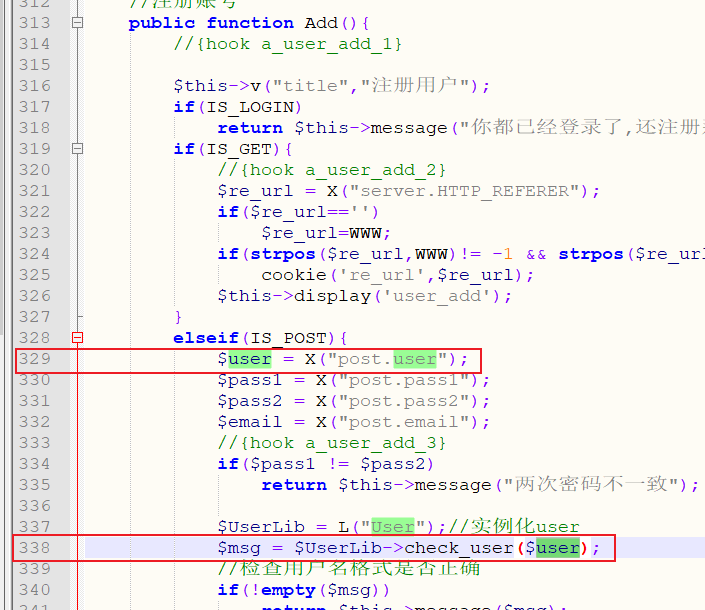 312 //注册账号
313 public function Add(){
314 //{hook a_user_add_1}
315
316 $this->v("title","注册用户");
317 if(IS_LOGIN)
318 return $this->message("你都已经登录了,还注册
319 if(IS_GET){
320 //{hook a_user_add_2}
321 $re_url = X("server.HTTP_REFERER");
322 if($re_url=='')
323 $re_url=WWW;
324 if(strpos($re_url,WWW)!= -1 && strpos($re_url
325 cookie('re_url',$re_url);
326 $this->display('user_add');
327 }
328 elseif(IS_POST){
329 $user = X("post.user");
330 $pass1 = X("post.pass1");
331 $pass2 = X("post.pass2");
332 $email = X("post.email");
333 //{hook a_user_add_3}
334 if($pass1 != $pass2)
335 return $this->message("两次密码不一致");
336
337 $UserLib = L("User");//实例化user
338 $msg = $UserLib->check_user($user);
339 //检查用户名格式是否正确
340 if(!empty($msg))
341 return $this->message($msg);